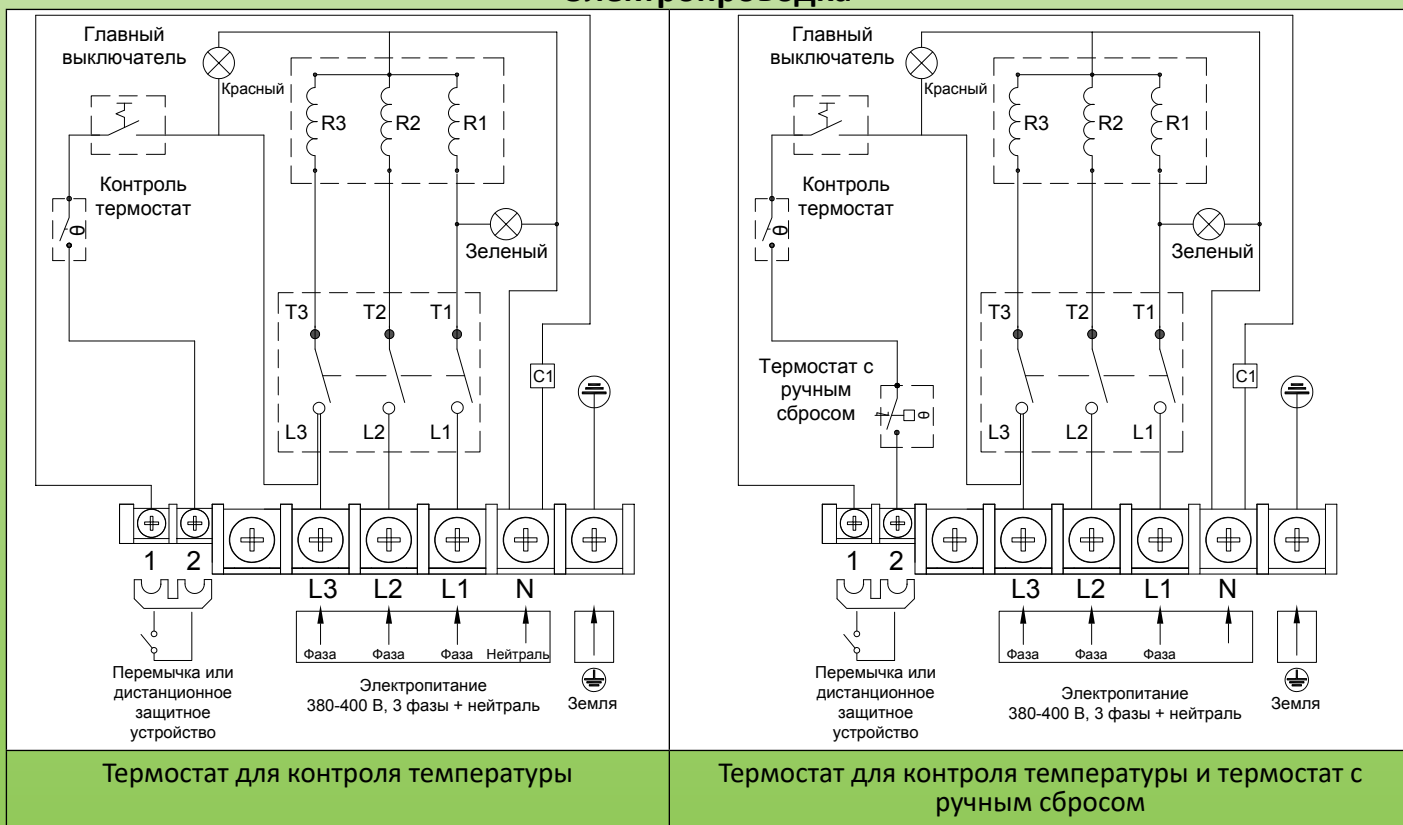 Главный
выключатель
Красный
R3
R2
R1
Контроль
термостат
θ
Зеленый
T3
T2
T1
C1
L3
L2
L1
1
2
L3
L2
L1
N
Фаза
Фаза
Фаза
Нейтраль
Перемычка или
дистанционное
защитное
устройство
Электропитание
380-400 В, 3 фазы + нейтраль
Земля
Термостат для контроля температуры
Главный
выключатель
Красный
R3
R2
R1
Контроль
термостат
θ
Зеленый
T3
T2
T1
Термостат с
ручным
сбросом
θ
C1
L3
L2
L1
1
2
L3
L2
L1
N
Фаза
Фаза
Фаза
Перемычка или
дистанционное
защитное
устройство
Электропитание
380-400 В, 3 фазы + нейтраль
Земля
Термостат для контроля температуры и термостат с
ручным сбросом